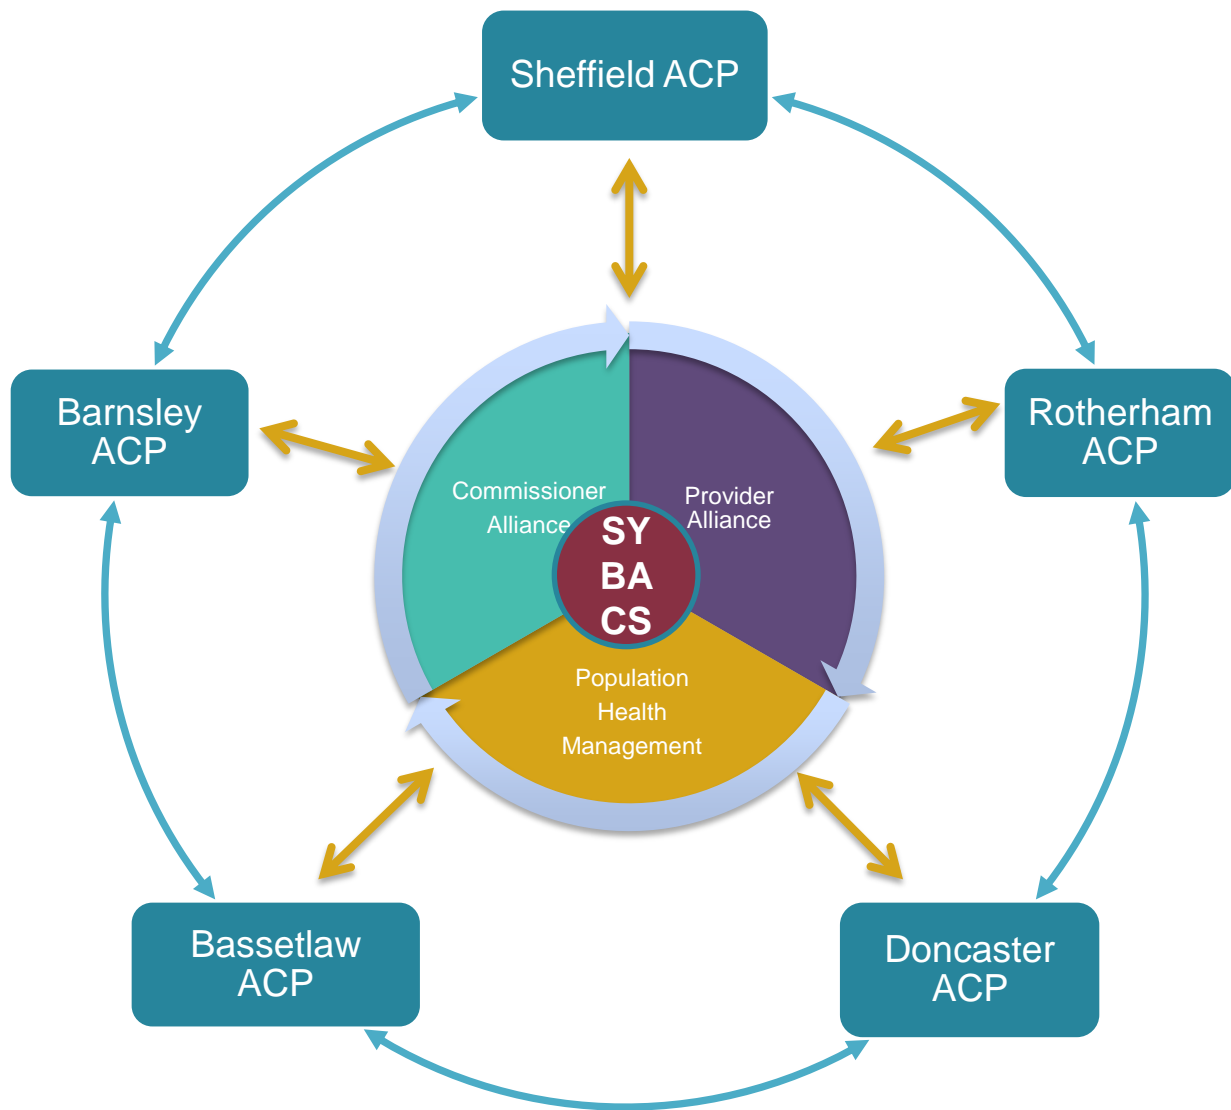 Sheffield ACP
Barnsley
ACP
Rotherham
ACP
Commissioner
Alliance
Provider
Alliance
SY
BA
CS
Population
Health
Management
Bassetlaw
ACP
Doncaster
ACP